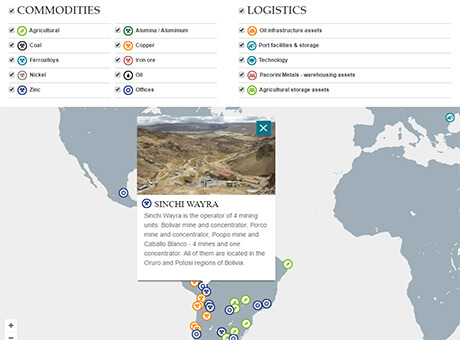 COMMODITIES
LOGISTICS
Agricultural
Alumina / Aluminium
Oil infrastructure assets
Coal
Copper
Port facilities & storage
Ferroalloys
Iron ore
Technology
Nickel
Oil
Pacorini Metals - warehousing assets
Zinc
Offices
Agricultural storage assets
SINCHI WAYRA
Sinchi Wayra is the operator of 4 mining
units: Bolivar mine and concentrator, Porco
mine and concentrator, Poopo mine and
Caballo Blanco - 4 mines and one
concentrator. All of them are located in the
Oruro and Potosi regions of Bolivia.